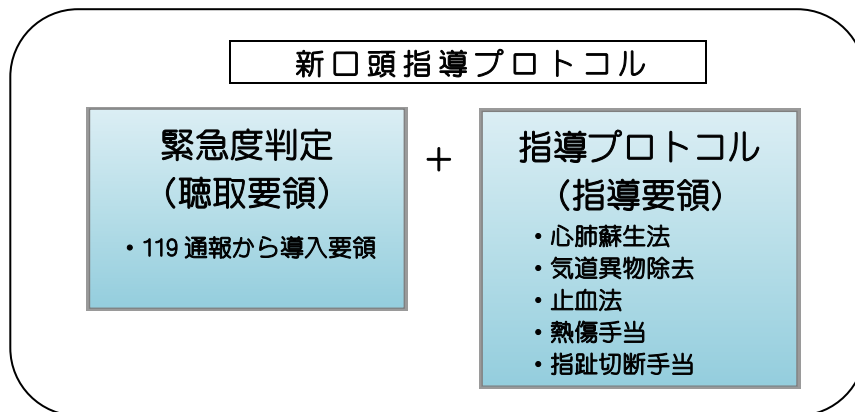 新口頭指導プロトコル
緊急度判定
（聴取要領）
・119 通報から導入要領
＋
指導プロトコル
（指導要領）
・心肺蘇生法
・気道異物除去
・止血法
・熱傷手当
・指趾切断手当